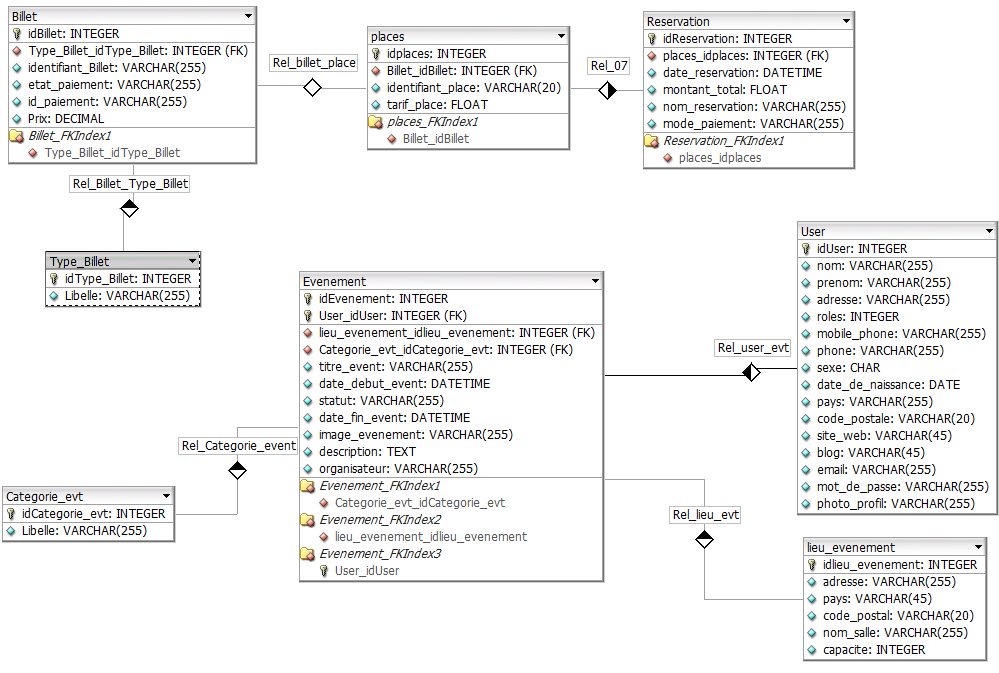 Billet
idBillet: INTEGER
Type_Billet_idType_Billet: INTEGER (FK)
identifiant_Billet: VARCHAR(255)
etat_paiement: VARCHAR(255)
id_paiement: VARCHAR(255)
Prix: DECIMAL
Billet_FKIndex1
Type_Billet_idType_Billet
Rel_billet_place
places
idplaces: INTEGER
Billet_idBillet: INTEGER (FK)
identifiant_place: VARCHAR(20)
tarif_place: FLOAT
places_FKIndex1
Billet_idBillet
Rel_07
Reservation
idReservation: INTEGER
places_idplaces: INTEGER (FK)
date_reservation: DATETIME
montant_total: FLOAT
nom_reservation: VARCHAR(255)
mode_paiement: VARCHAR(255)
Reservation_FKIndex1
places_idplaces
Rel_Billet_Type_Billet
Type_Billet
idType_Billet: INTEGER
Libelle: VARCHAR(255)
Evenement
idEvenement: INTEGER
User_idUser: INTEGER (FK)
lieu_evenement_idlieu_evenement: INTEGER (FK)
Categorie_evt_idCategorie_evt: INTEGER (FK)
titre_event: VARCHAR(255)
date_debut_event: DATETIME
statut: VARCHAR(255)
date_fin_event: DATETIME
image_evenement: VARCHAR(255)
description: TEXT
organisateur: VARCHAR(255)
Evenement_FKIndex1
Categorie_evt_idCategorie_evt
Evenement_FKIndex2
lieu_evenement_idlieu_evenement
Evenement_FKIndex3
User_idUser
Rel_user_evt
User
idUser: INTEGER
nom: VARCHAR(255)
prenom: VARCHAR(255)
adresse: VARCHAR(255)
roles: INTEGER
mobile_phone: VARCHAR(255)
phone: VARCHAR(255)
sexe: CHAR
date_de_naissance: DATE
pays: VARCHAR(255)
code_postale: VARCHAR(20)
site_web: VARCHAR(45)
blog: VARCHAR(45)
email: VARCHAR(255)
mot_de_passe: VARCHAR(255)
photo_profil: VARCHAR(255)
Rel_Categorie_event
Categorie_evt
idCategorie_evt: INTEGER
Libelle: VARCHAR(255)
Rel_lieu_evt
lieu_evenement
idlieu_evenement: INTEGER
adresse: VARCHAR(255)
pays: VARCHAR(45)
code_postal: VARCHAR(20)
nom_salle: VARCHAR(255)
capacite: INTEGER